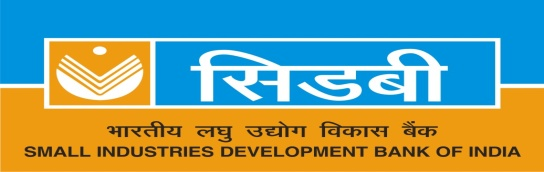 सिडबी
भारतीय लघु उद्योग विकास बैंक
SMALL INDUSTRIES DEVELOPMENT BANK OF INDIA